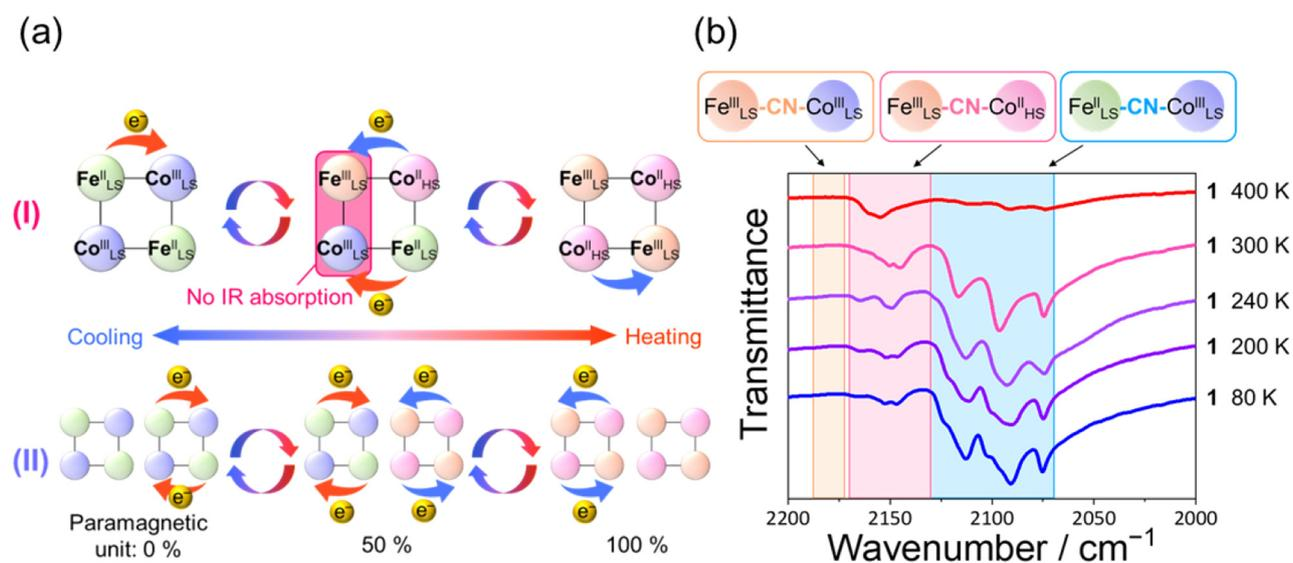 (a)
e⁻ e⁻
Fe^II_LS Co^III_LS Fe^III_LS Co^II_HS Fe^III_LS Co^II_HS
(I)
Co^III_LS Fe^II_LS Co^III_LS Fe^II_LS Co^II_HS Fe^III_LS
No IR absorption
e⁻
Cooling Heating
e⁻ e⁻ e⁻ e⁻
(II)
e⁻ e⁻ e⁻ e⁻
Paramagnetic
unit: 0 % 50 % 100 %
(b)
Fe^III_LS-CN-Co^III_LS Fe^III_LS-CN-Co^II_HS Fe^II_LS-CN-Co^III_LS
Transmittance
1 400 K
1 300 K
1 240 K
1 200 K
1 80 K
2200 2150 2100 2050 2000
Wavenumber / cm⁻¹